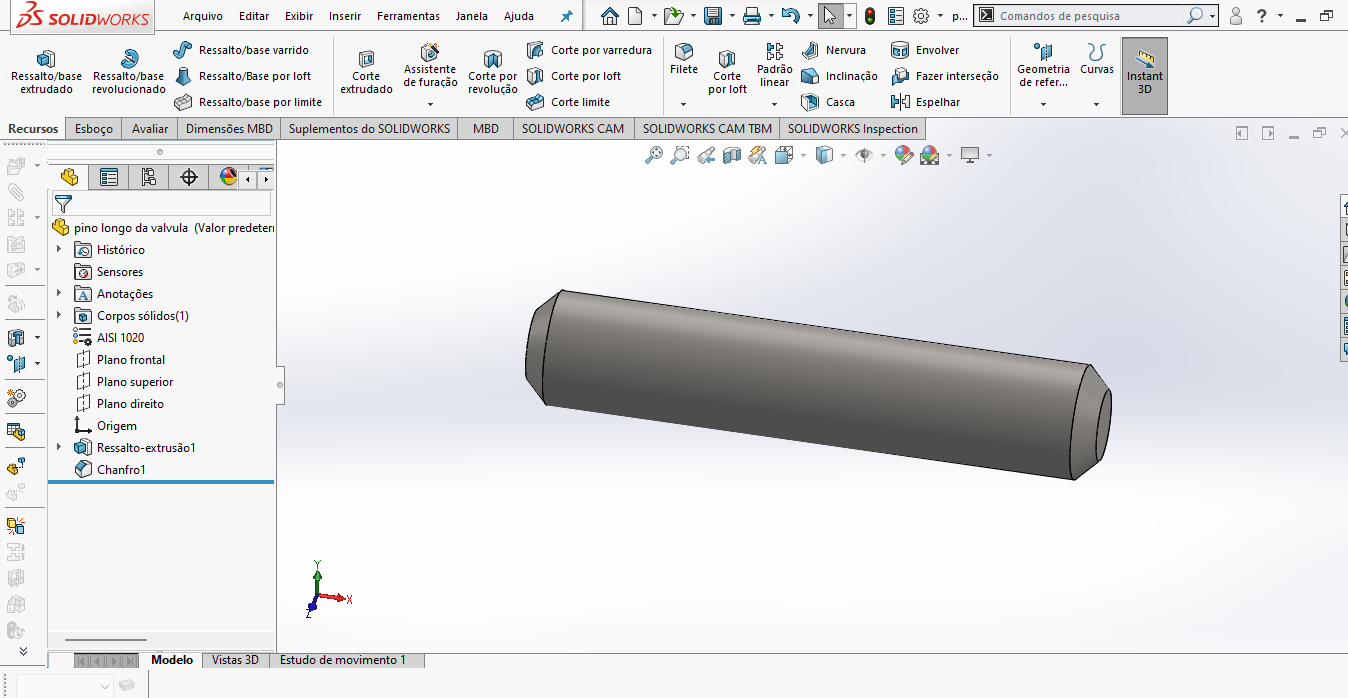 SOLIDWORKS Arquivo Editar Exibir Inserir Ferramentas Janela Ajuda p... Comandos de pesquisa ?
Ressalto/base extrudado
Ressalto/base revolucionado
Ressalto/base varrido
Ressalto/Base por loft
Ressalto/base por limite
Corte extrudado
Assistente de furação
Corte por revolução
Corte por varredura
Corte por loft
Corte limite
Filete
Corte por loft
Padrão linear
Nervura
Inclinação
Casca
Envolver
Fazer interseção
Espelhar
Geometria de refer...
Curvas
Instant 3D
Recursos Esboço Avaliar Dimensões MBD Suplementos do SOLIDWORKS MBD SOLIDWORKS CAM SOLIDWORKS CAM TBM SOLIDWORKS Inspection
pino longo da valvula (Valor predeter
Histórico
Sensores
A Anotações
Corpos sólidos(1)
AISI 1020
Plano frontal
Plano superior
Plano direito
Origem
Ressalto-extrusão1
Chanfro1
Y
X
Z
Modelo Vistas 3D Estudo de movimento 1